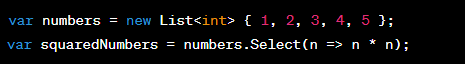 var numbers = new List<int> { 1, 2, 3, 4, 5 };
var squaredNumbers = numbers.Select(n => n * n);